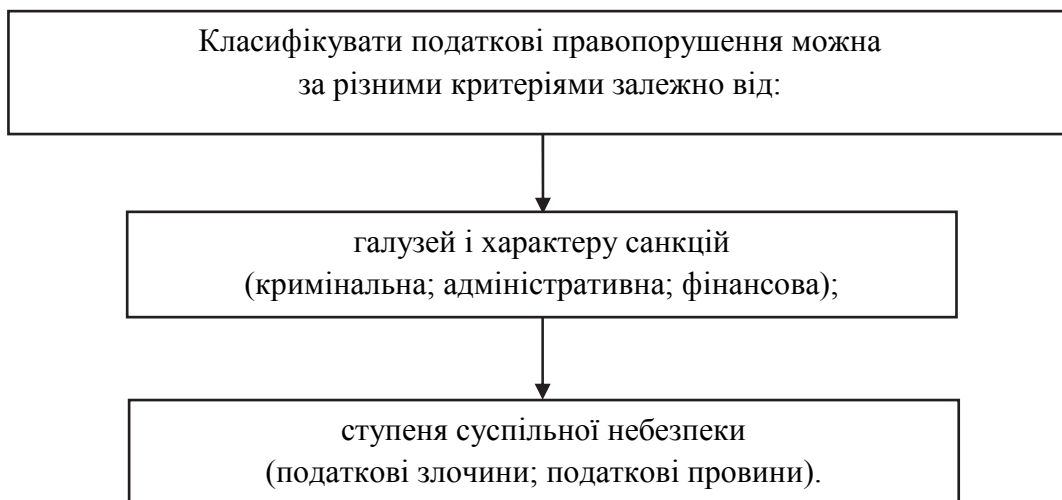 Класифікувати податкові правопорушення можна
за різними критеріями залежно від:
галузей і характеру санкцій
(кримінальна; адміністративна; фінансова);
ступеня суспільної небезпеки
(податкові злочини; податкові провини).